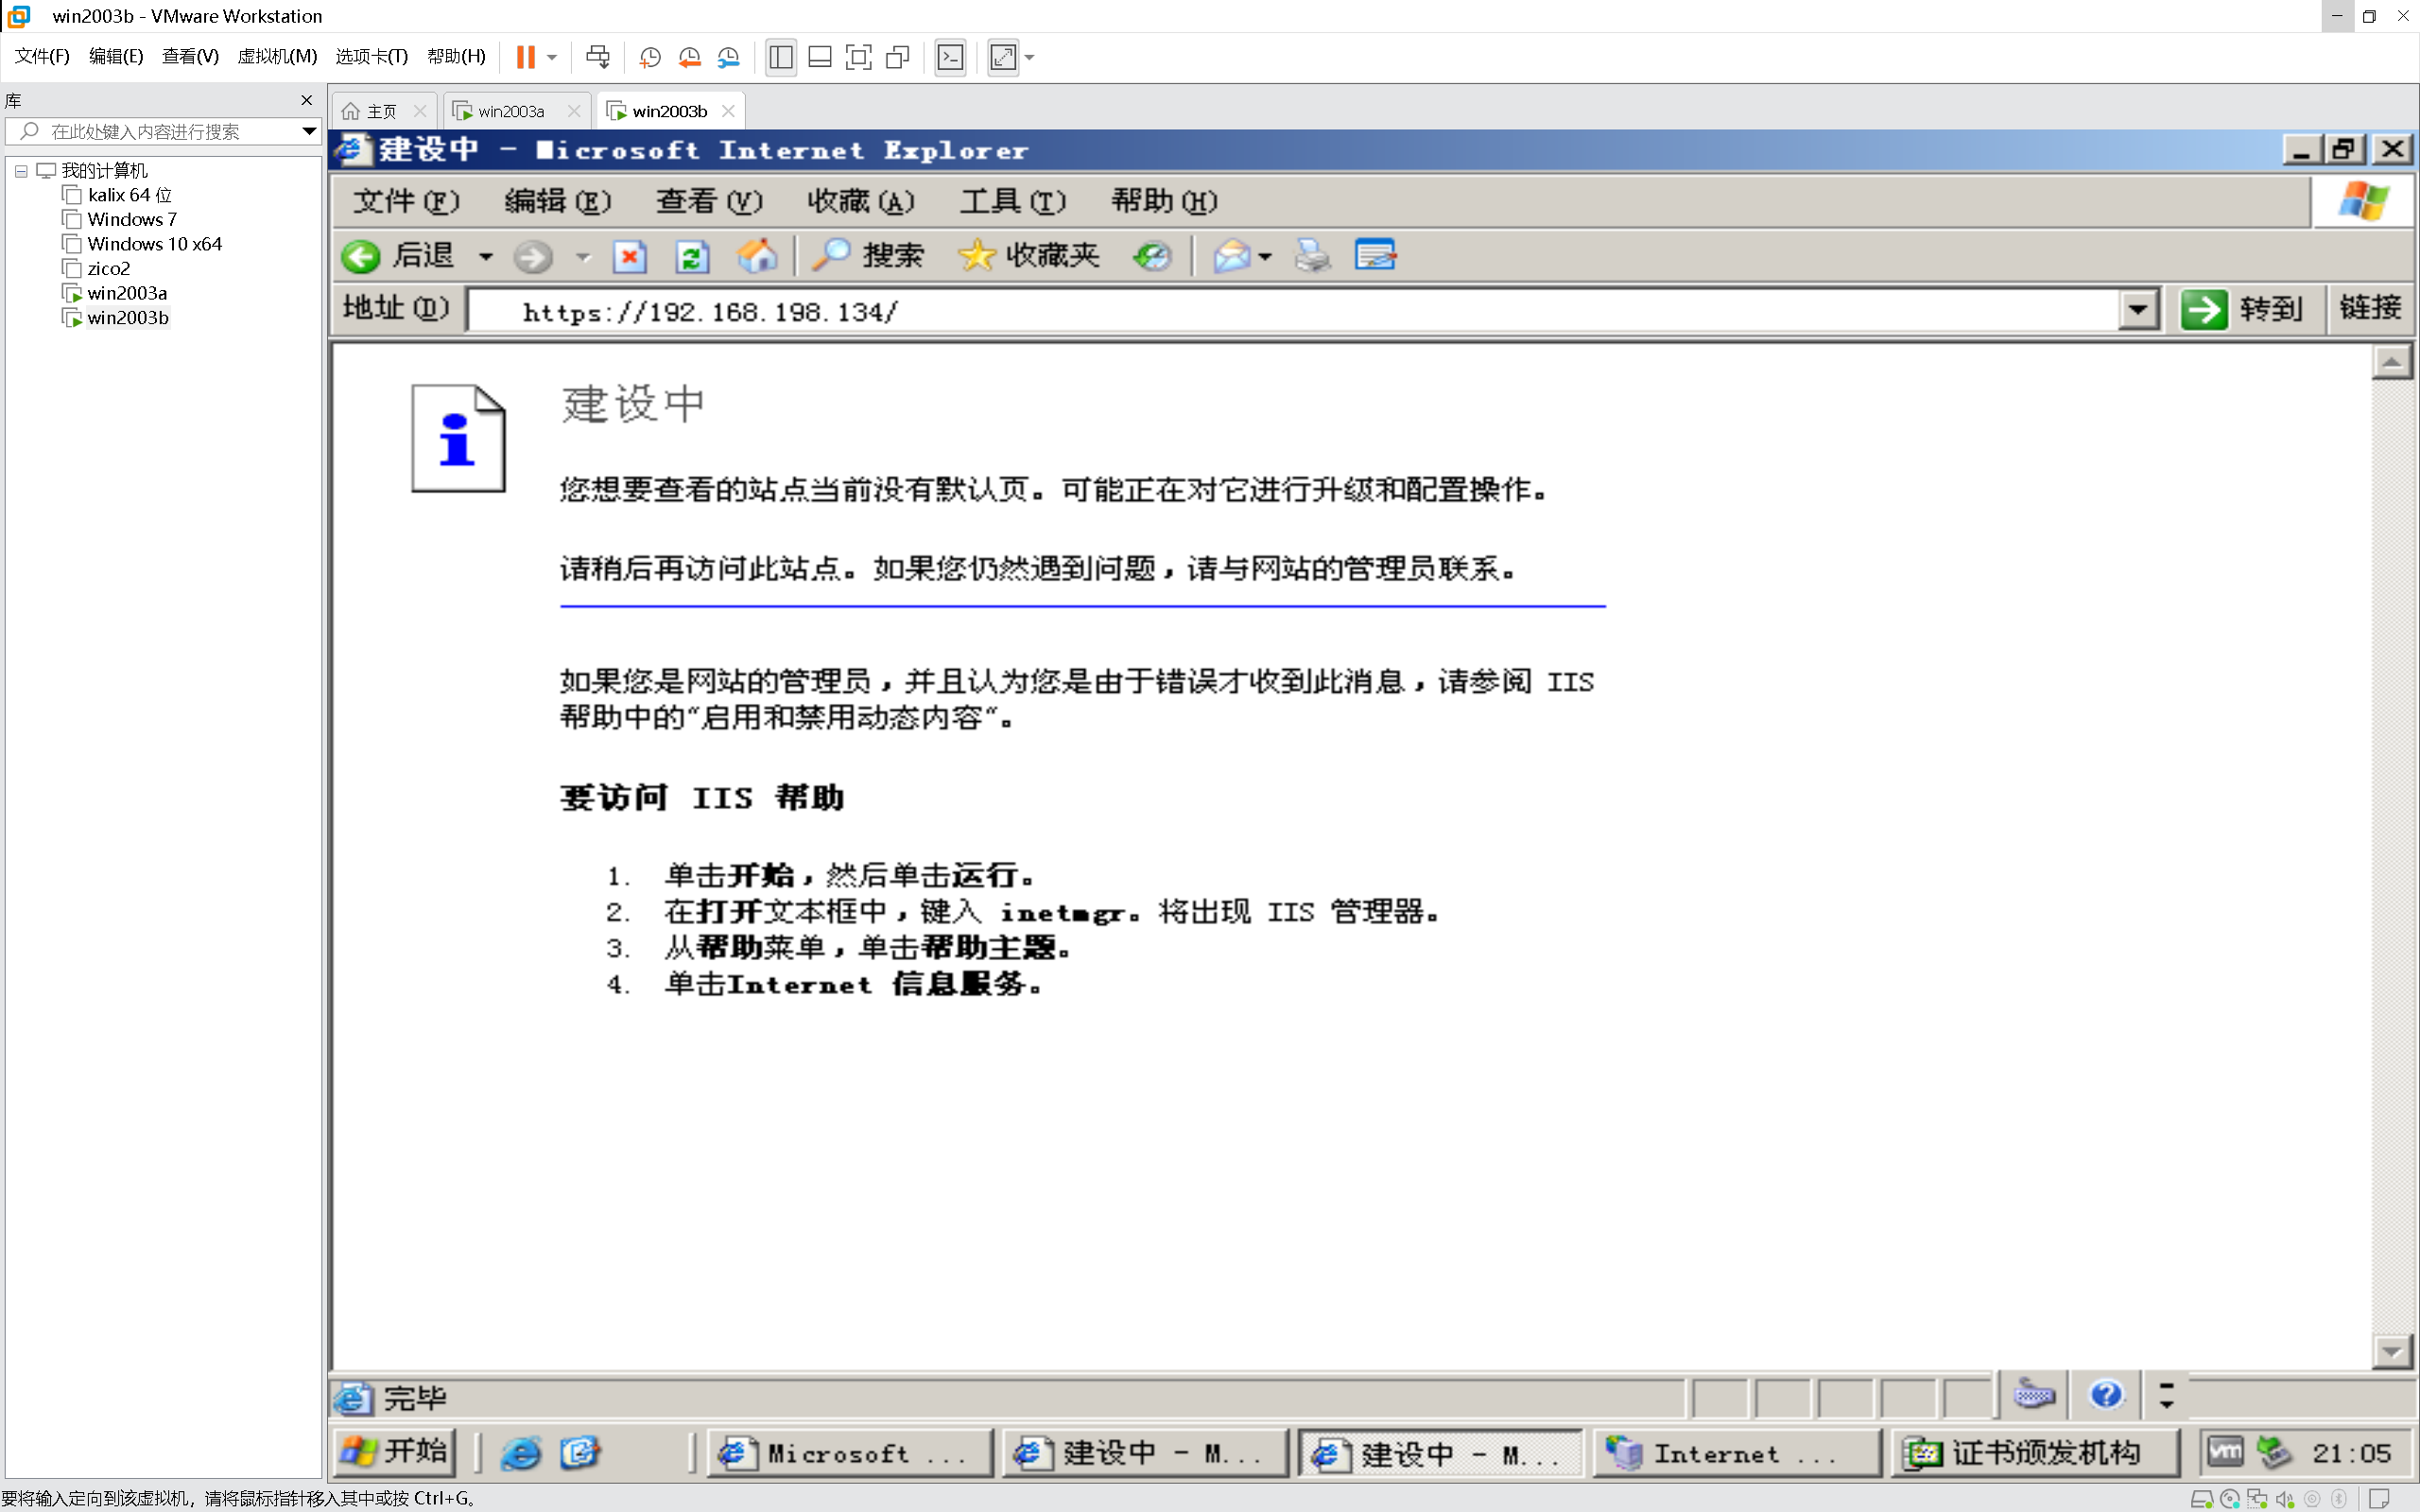 win2003b - VMware Workstation
文件(F) 编辑(E) 查看(V) 虚拟机(M) 选项卡(T) 帮助(H)
库
在此处键入内容进行搜索
我的计算机
kalix 64 位
Windows 7
Windows 10 x64
zico2
win2003a
win2003b
主页 win2003a win2003b
建设中 - Microsoft Internet Explorer
文件(F) 编辑(E) 查看(V) 收藏(A) 工具(T) 帮助(H)
后退 搜索 收藏夹
地址(D) https://192.168.198.134/ 转到 链接
建设中
您想要查看的站点当前没有默认页。可能正在对它进行升级和配置操作。
请稍后再访问此站点。如果您仍然遇到问题，请与网站的管理员联系。
如果您是网站的管理员，并且认为您是由于错误才收到此消息，请参阅 IIS
帮助中的"启用和禁用动态内容"。
要访问 IIS 帮助
1. 单击开始，然后单击运行。
2. 在打开文本框中，键入 inetmgr。将出现 IIS 管理器。
3. 从帮助菜单，单击帮助主题。
4. 单击Internet 信息服务。
完毕
开始 Microsoft ... 建设中 - M... 建设中 - M... Internet ... 证书颁发机构 vm 21:05
要将输入定向到该虚拟机，请将鼠标指针移入其中或按 Ctrl+G。